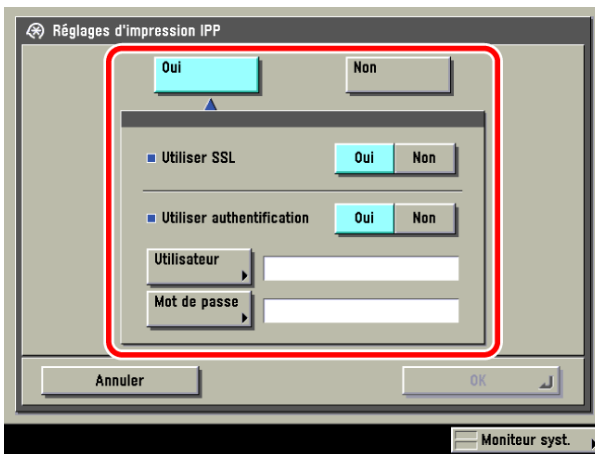 Réglages d'impression IPP
Oui Non
Utiliser SSL Oui Non
Utiliser authentification Oui Non
Utilisateur
Mot de passe
Annuler OK
Moniteur syst.